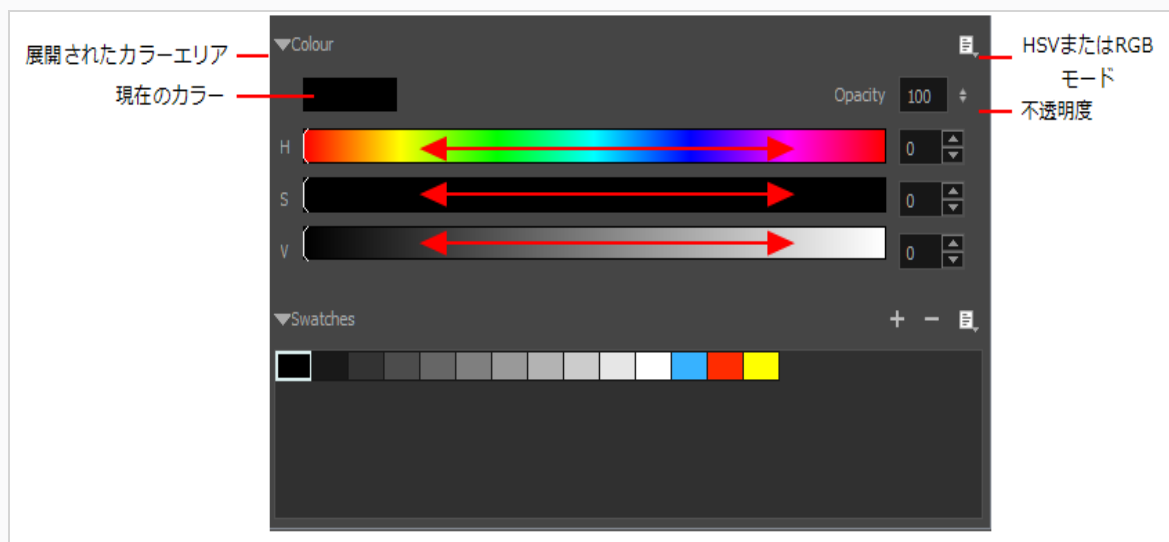 展開されたカラーエリア
現在のカラー
Colour
HSVまたはRGB
モード
Opacity 100
不透明度
H 0
S 0
V 0
Swatches